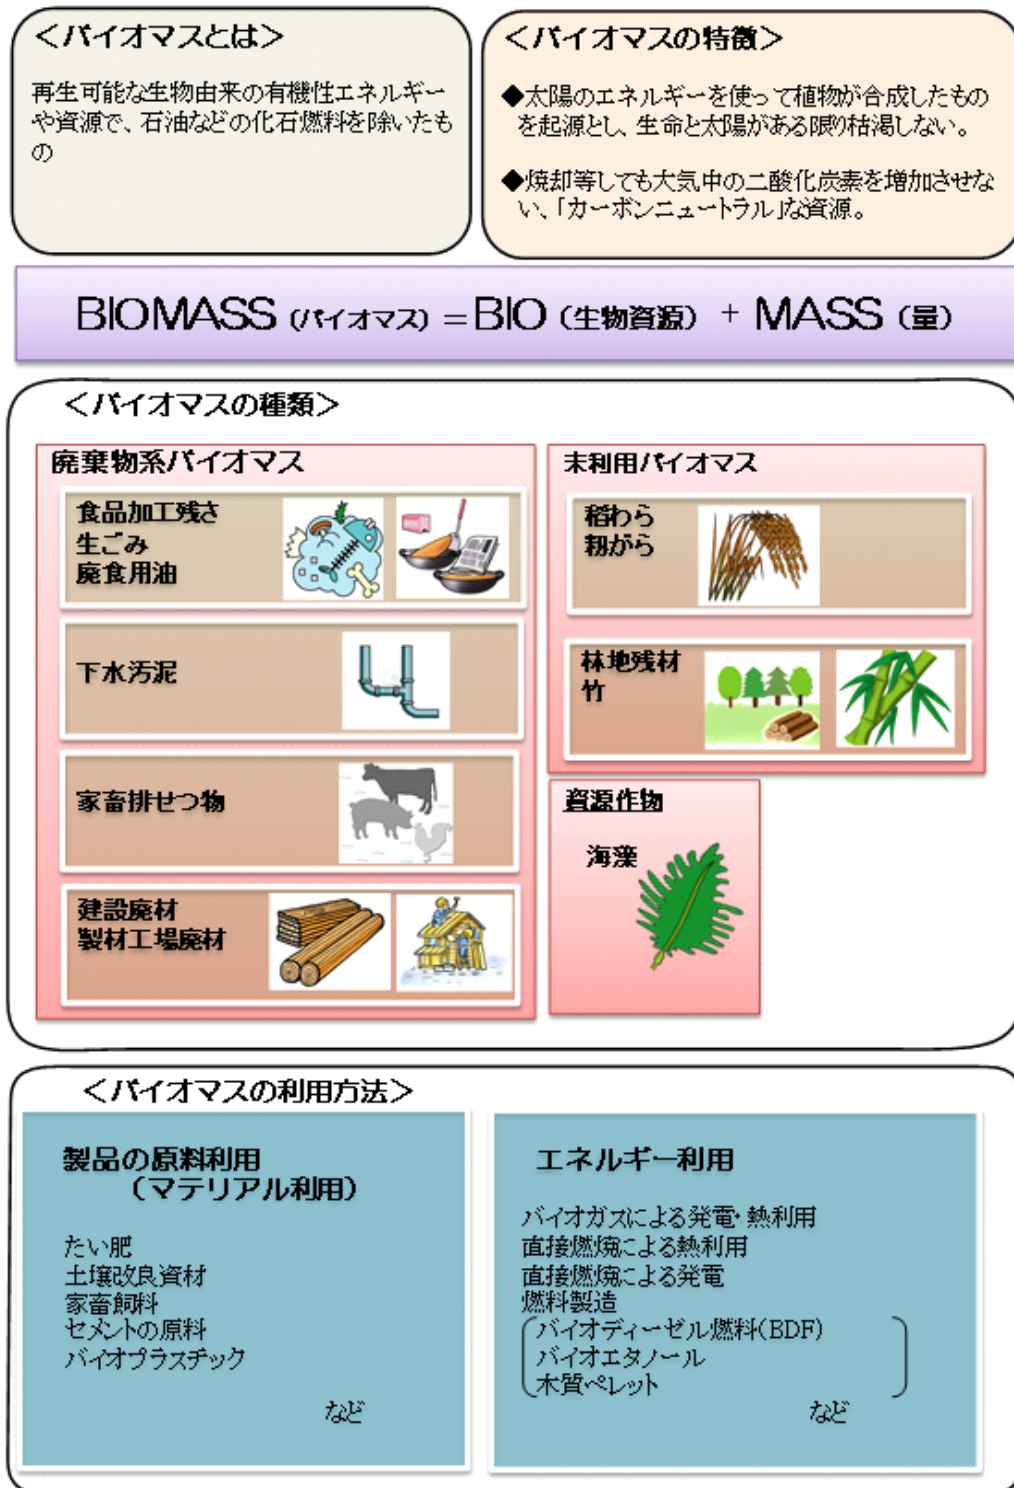 ＜バイオマスとは＞
再生可能な生物由来の有機性エネルギー
や資源で、石油などの化石燃料を除いたも
の
＜バイオマスの特徴＞
◆太陽のエネルギーを使って植物が合成したもの
を起源とし、生命と太陽がある限り枯渇しない。
◆焼却等しても大気中の二酸化炭素を増加させな
い、「カーボンニュートラル」な資源。
BIOMASS（バイオマス）＝BIO（生物資源）＋MASS（量）
＜バイオマスの種類＞
廃棄物系バイオマス
食品加工残さ
生ごみ
廃食用油
下水汚泥
家畜排せつ物
建設廃材
製材工場廃材
未利用バイオマス
稲わら
籾がら
林地残材
竹
資源作物
海藻
＜バイオマスの利用方法＞
製品の原料利用
（マテリアル利用）
たい肥
土壌改良資材
家畜飼料
セメントの原料
バイオプラスチック
など
エネルギー利用
バイオガスによる発電・熱利用
直接燃焼による熱利用
直接燃焼による発電
燃料製造
バイオディーゼル燃料(BDF)
バイオエタノール
木質ペレット
など